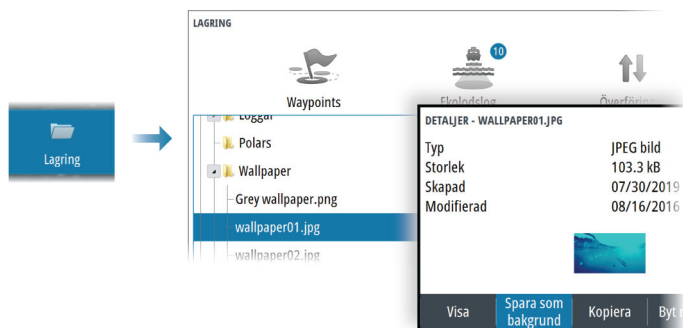 LAGRING
10
Waypoints
Ekolodslog
Överföring
Lagring
Loggar
Polars
Wallpaper
Grey wallpaper.png
wallpaper01.jpg
wallpaper02.jpg
DETALJER - WALLPAPER01.JPG
Typ JPEG bild
Storlek 103.3 kB
Skapad 07/30/2019
Modifierad 08/16/2016
Visa
Spara som
bakgrund
Kopiera
Byt